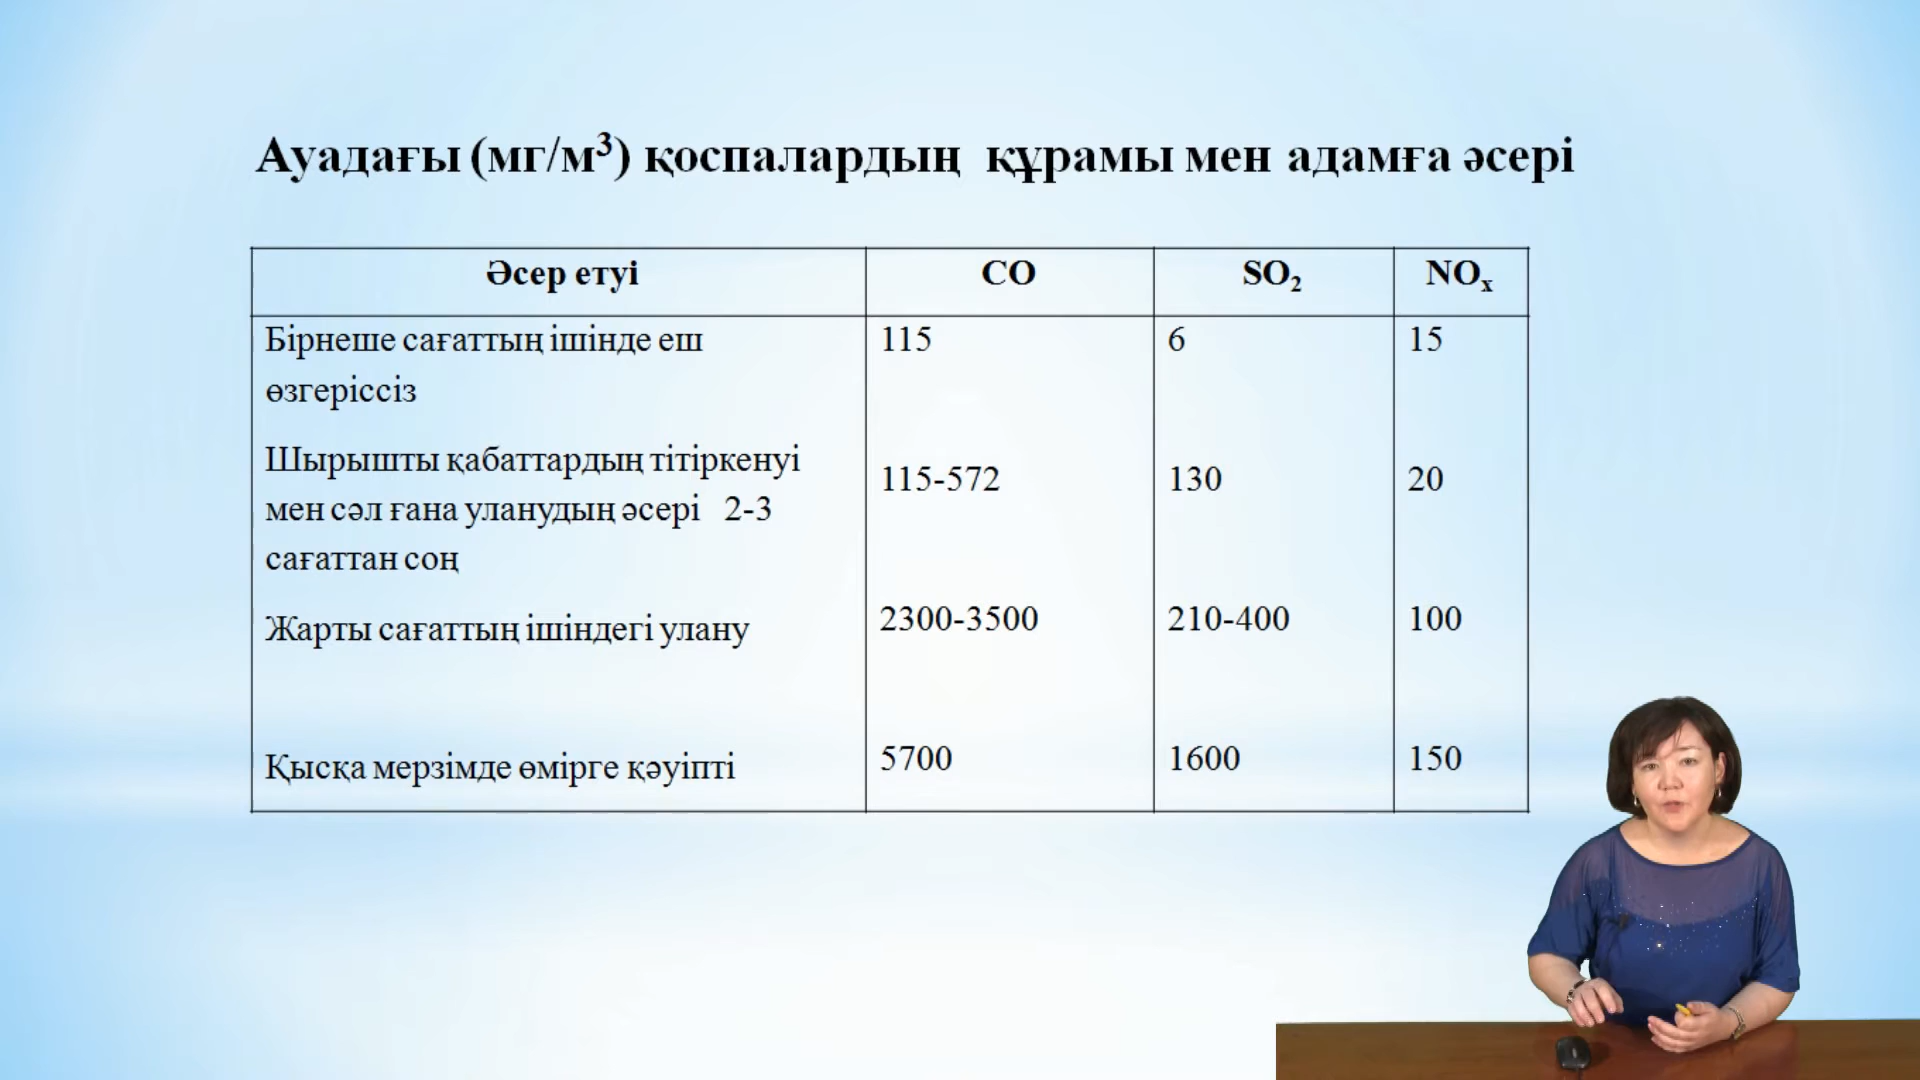 Ауадағы (мг/м³) қоспалардың құрамы мен адамға әсері
Әсер етуі CO SO₂ NOₓ
Бірнеше сағаттың ішінде еш 115 6 15
өзгеріссіз
Шырышты қабаттардың тітіркенуі
мен сәл ғана уланудың әсері 2-3 115-572 130 20
сағаттан соң
Жарты сағаттың ішіндегі улану 2300-3500 210-400 100
Қысқа мерзімде өмірге қәуіпті 5700 1600 150